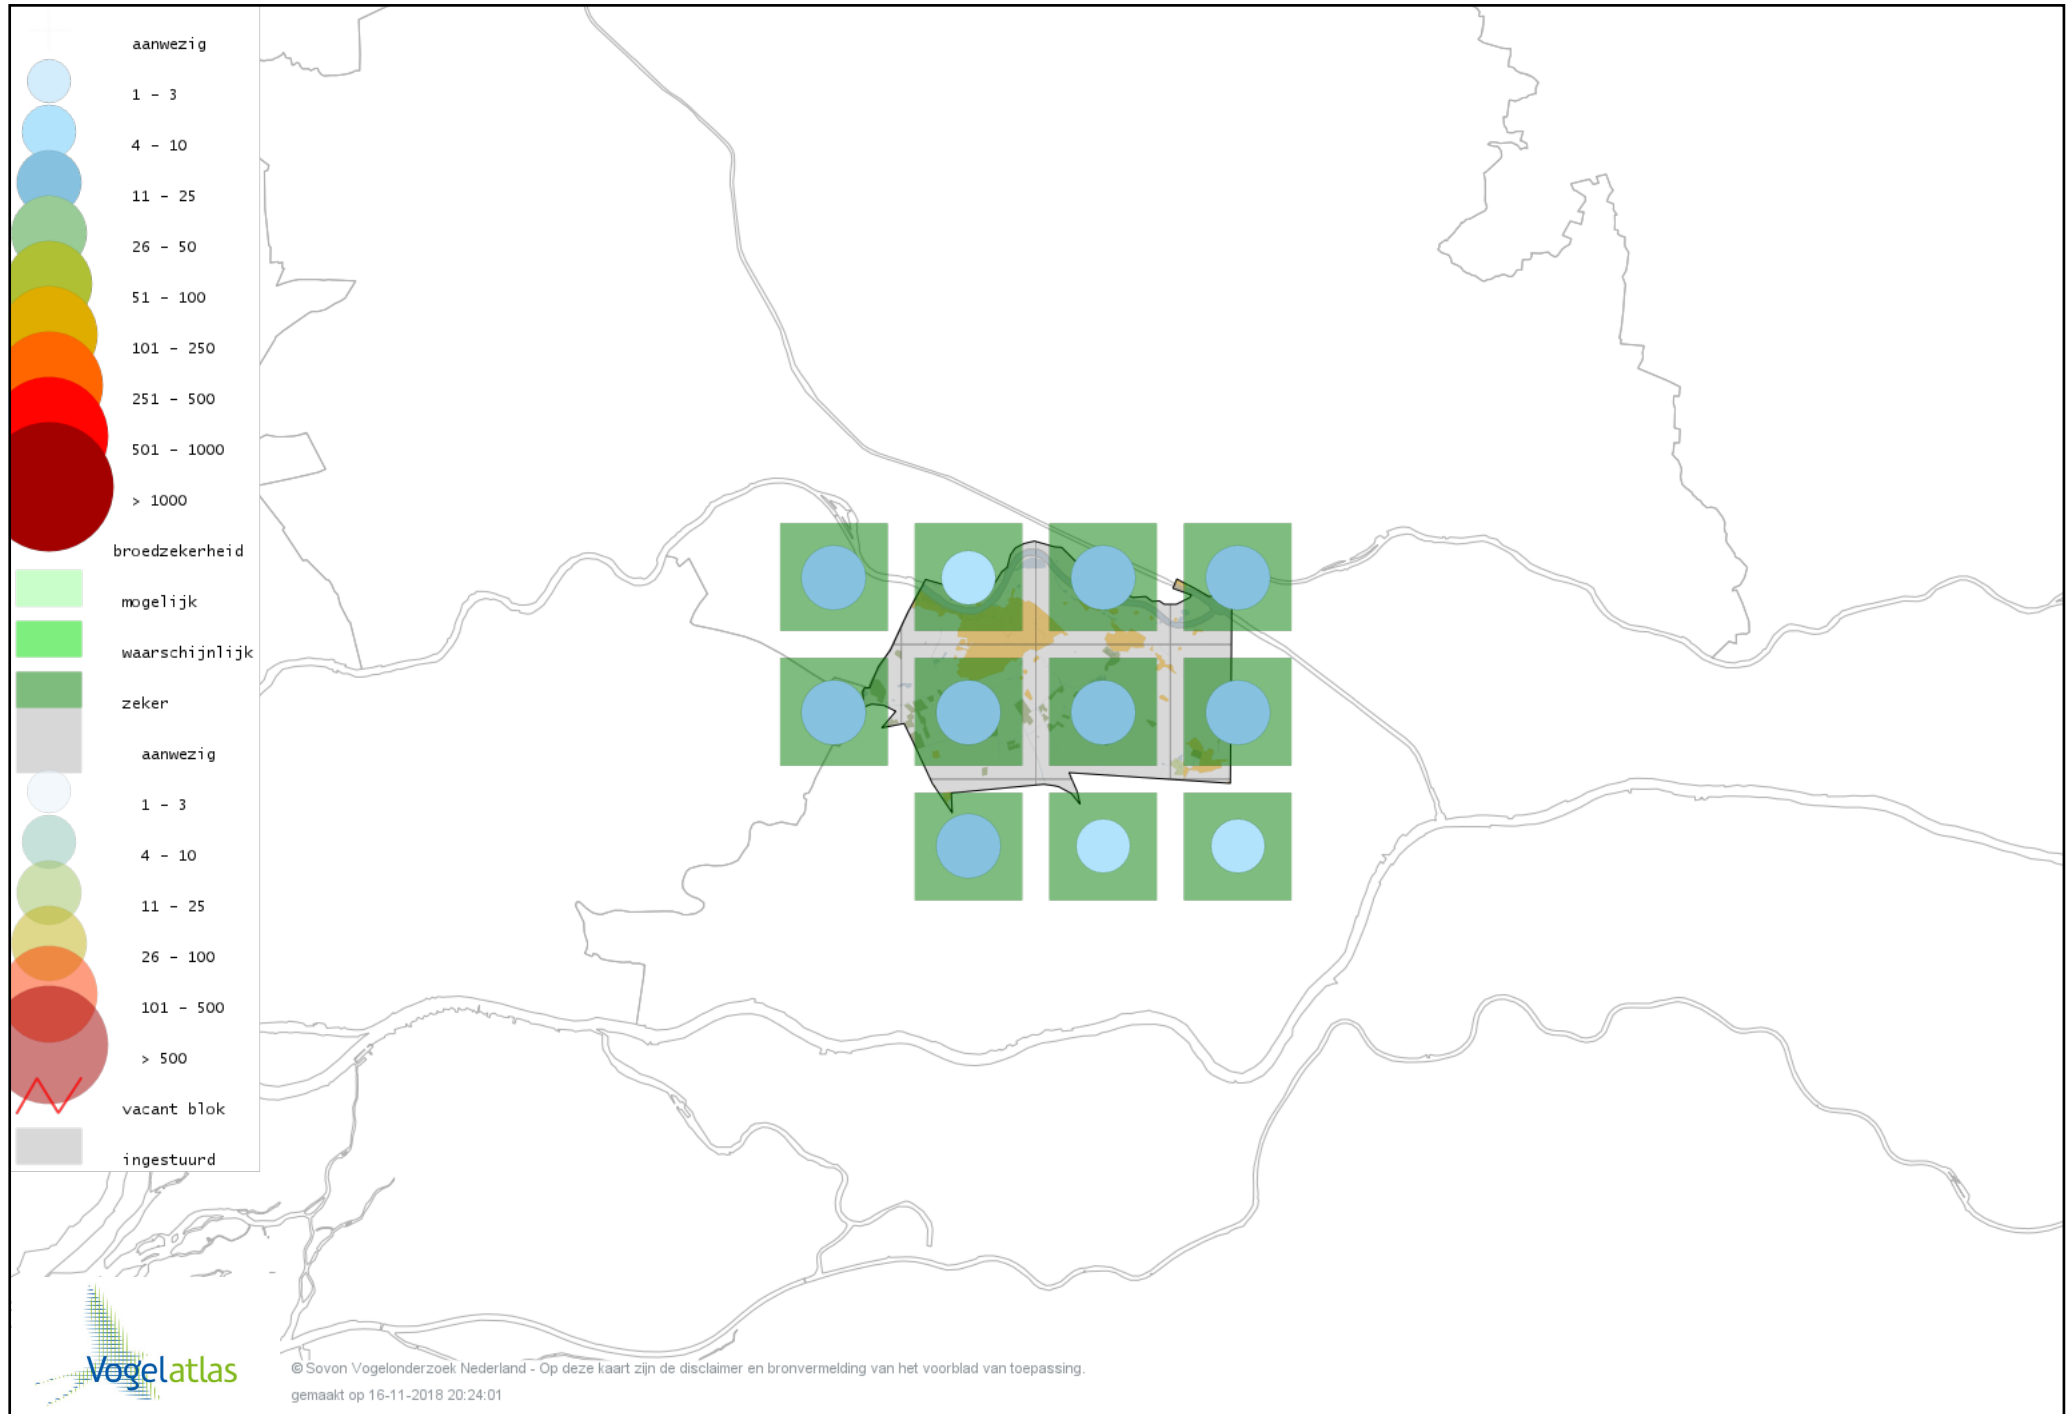 aanwezig
1 - 3
4 - 10
11 - 25
26 - 50
51 - 100
101 - 250
251 - 500
501 - 1000
> 1000
broedzekerheid
mogelijk
waarschijnlijk
zeker
aanwezig
1 - 3
4 - 10
11 - 25
26 - 100
101 - 500
> 500
vacant blok
ingestuurd
Vogelatlas
© Sovon Vogelonderzoek Nederland - Op deze kaart zijn de disclaimer en bronvermelding van het voorblad van toepassing.
gemaakt op 16-11-2018 20:24:01